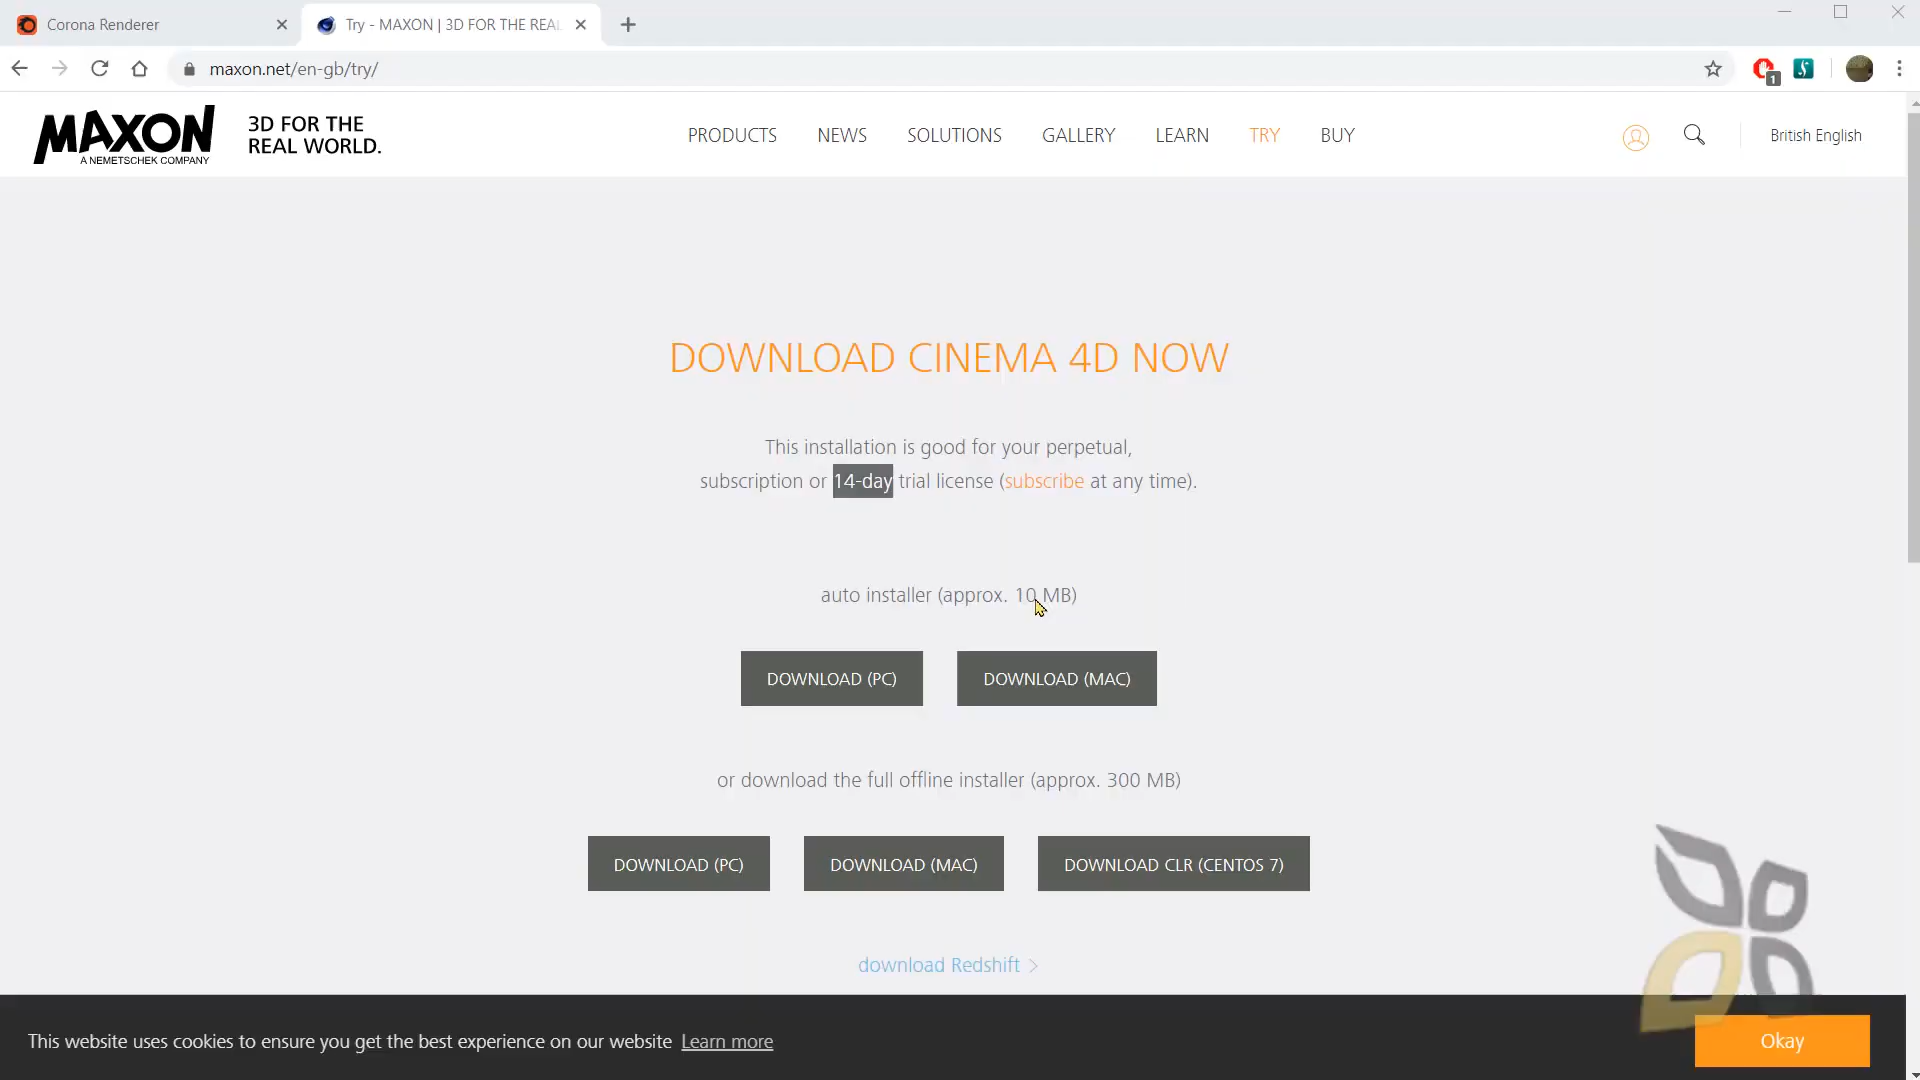 Corona Renderer
Try - MAXON | 3D FOR THE REAL
maxon.net/en-gb/try/
1
MAXON
A NEMETSCHEK COMPANY
3D FOR THE
REAL WORLD.
PRODUCTS
NEWS
SOLUTIONS
GALLERY
LEARN
TRY
BUY
British English
DOWNLOAD CINEMA 4D NOW
This installation is good for your perpetual,
subscription or 14-day trial license (subscribe at any time).
auto installer (approx. 10 MB)
DOWNLOAD (PC)
DOWNLOAD (MAC)
or download the full offline installer (approx. 300 MB)
DOWNLOAD (PC)
DOWNLOAD (MAC)
DOWNLOAD CLR (CENTOS 7)
download Redshift >
This website uses cookies to ensure you get the best experience on our website Learn more
Okay